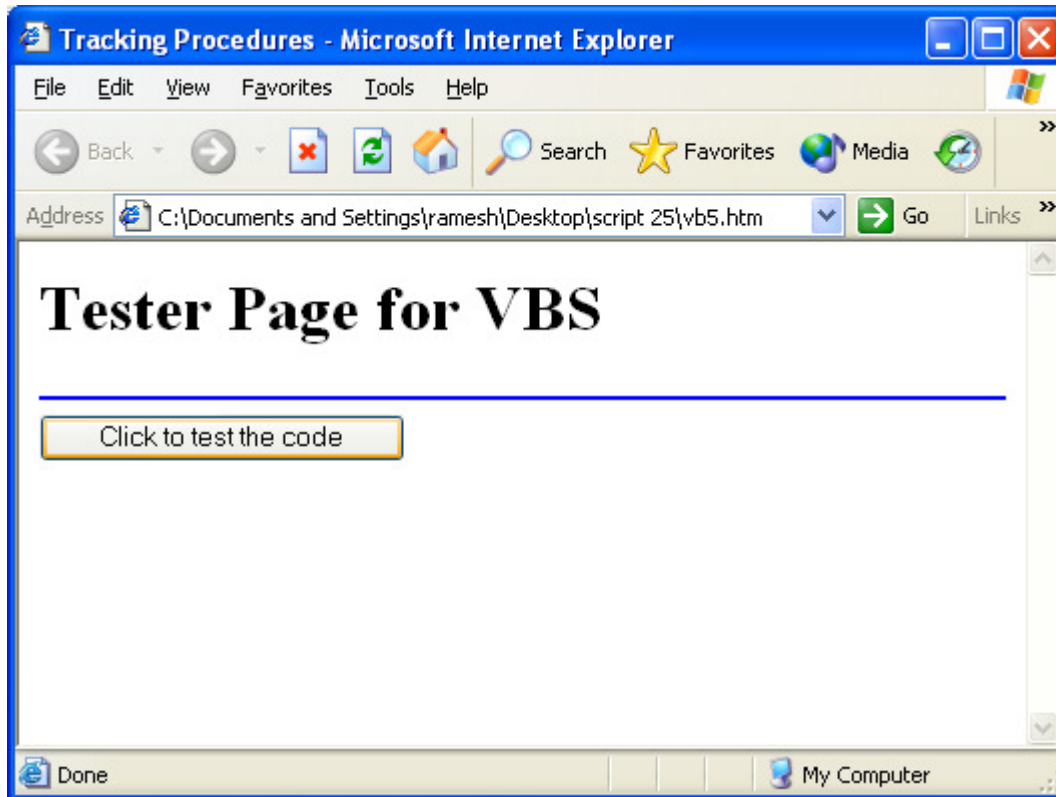 Tracking Procedures - Microsoft Internet Explorer
File Edit View Favorites Tools Help
Back Search Favorites Media »
Address C:\Documents and Settings\ramesh\Desktop\script 25\vb5.htm Go Links »
Tester Page for VBS
Click to test the code
Done My Computer